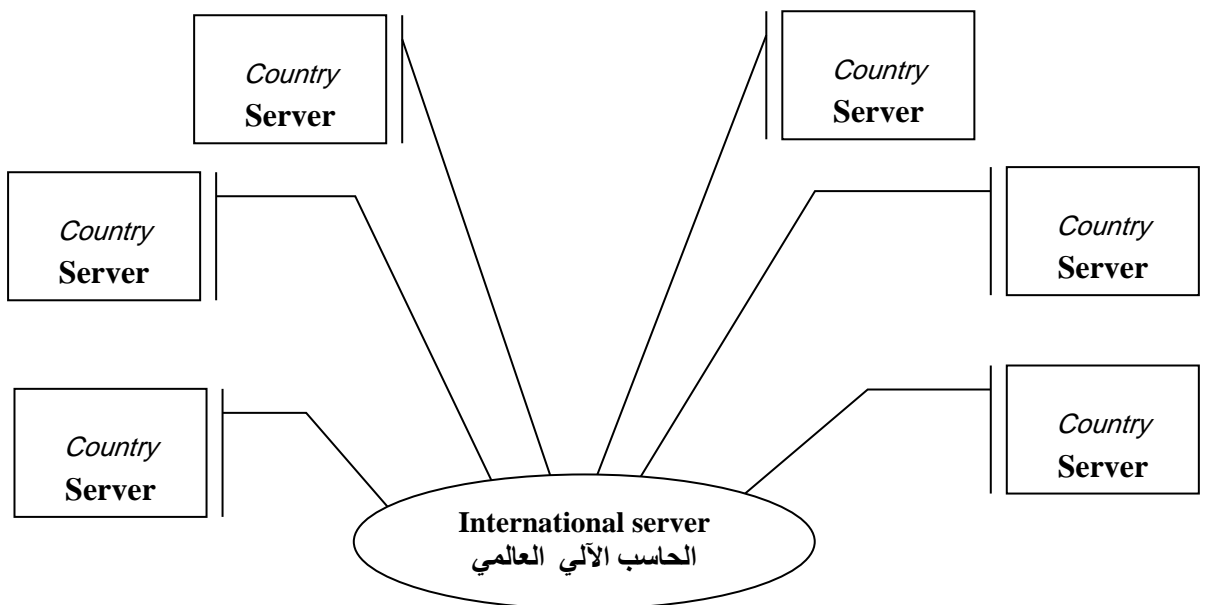 Country
Server
Country
Server
Country
Server
Country
Server
Country
Server
Country
Server
International server
الحاسب الآلي العالمي